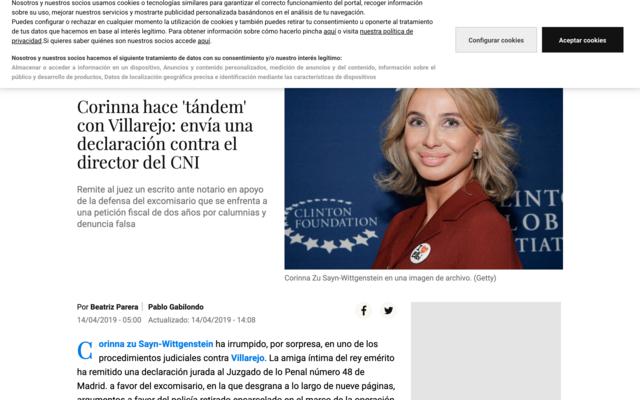 Nosotros y nuestros socios usamos cookies o tecnologías similares para garantizar el correcto funcionamiento del portal, recoger información
sobre su uso, mejorar nuestros servicios y mostrarte publicidad personalizada basándonos en el análisis de tu navegación.
Puedes configurar o rechazar en cualquier momento la utilización de cookies y también puedes retirar tu consentimiento u oponerte al tratamiento
de tus datos que hacemos en base al interés legítimo. Para obtener información sobre cómo hacerlo pincha aquí o visita nuestra política de
privacidad.Si quieres saber quiénes son nuestros socios accede aquí.
Nosotros y nuestros socios hacemos el siguiente tratamiento de datos con su consentimiento y/o nuestro interés legítimo:
Almacenar o acceder a información en un dispositivo, Anuncios y contenido personalizados, medición de anuncios y del contenido, información sobre el
público y desarrollo de productos, Datos de localización geográfica precisa e identificación mediante las características de dispositivos
Configurar cookies
Aceptar cookies
Corinna hace 'tándem'
con Villarejo: envía una
declaración contra el
director del CNI
Remite al juez un escrito ante notario en apoyo
de la defensa del excomisario que se enfrenta a
una petición fiscal de dos años por calumnias y
denuncia falsa
CLINTON
FOUNDATION
CLINTON
Corinna Zu Sayn-Wittgenstein en una imagen de archivo. (Getty)
Por Beatriz Parera Pablo Gabilondo
14/04/2019 - 05:00 Actualizado: 14/04/2019 - 14:08
Corinna zu Sayn-Wittgenstein ha irrumpido, por sorpresa, en uno de los
procedimientos judiciales contra Villarejo. La amiga íntima del rey emérito
ha remitido una declaración jurada al Juzgado de lo Penal número 48 de
Madrid. a favor del excomisario, en la que desgrana a lo largo de nueve páginas,
argumentos a favor del policía retirado encarcelado en el marco de la operación